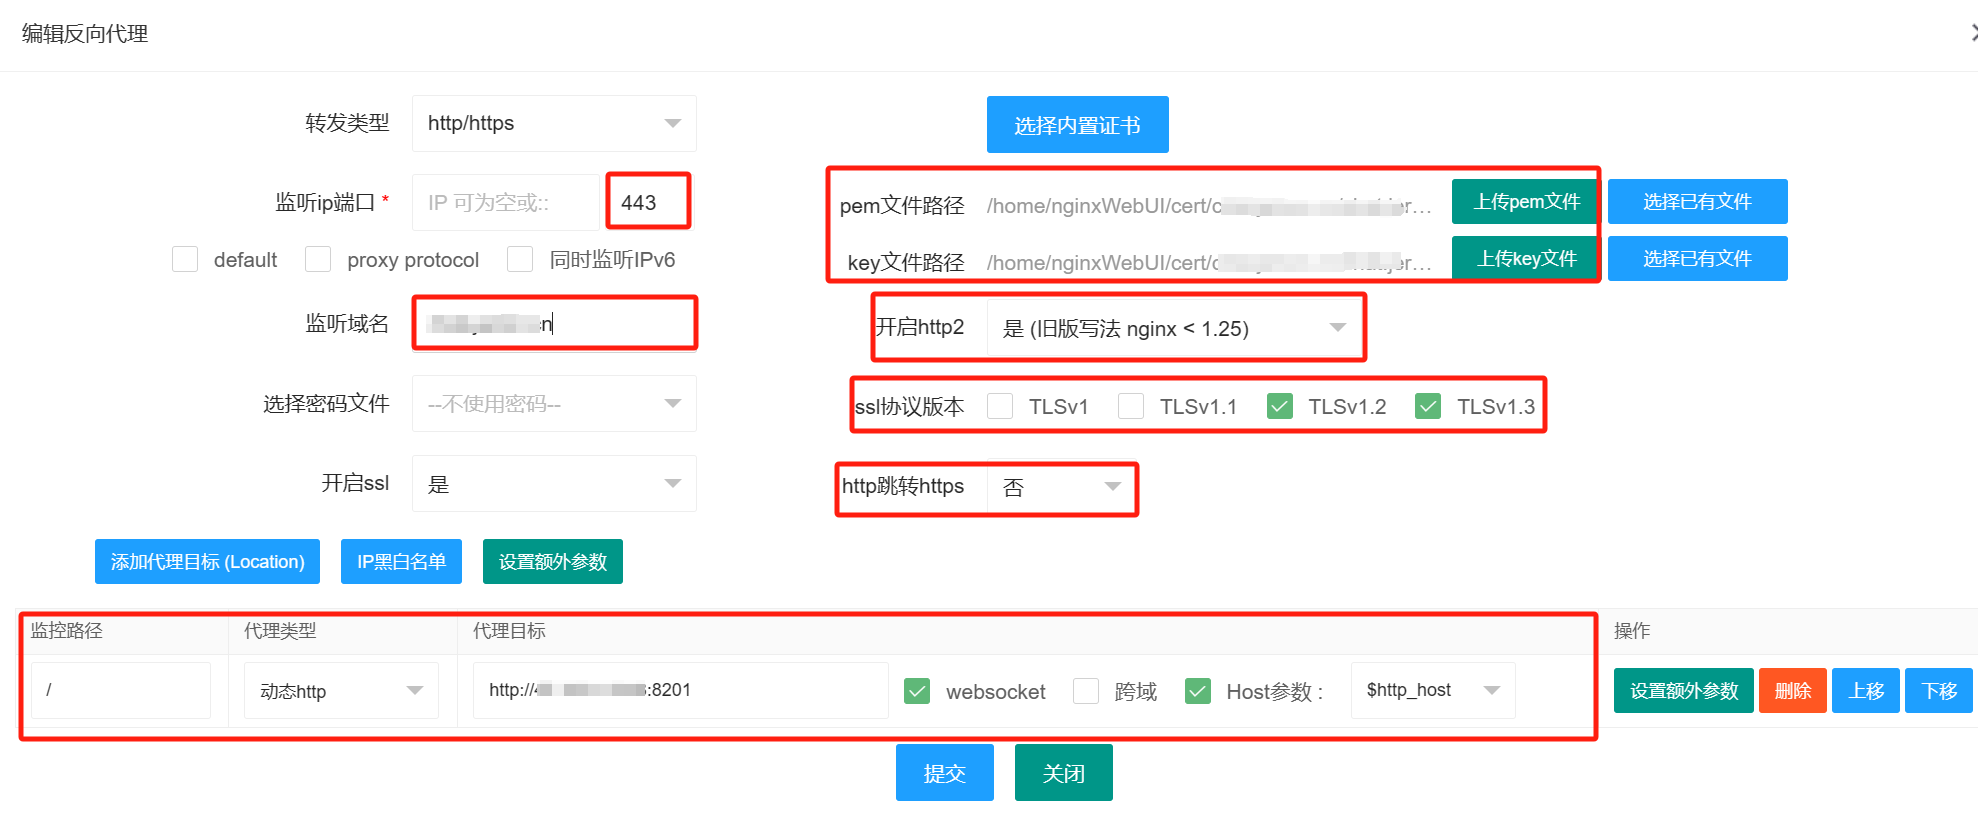 编辑反向代理
转发类型 http/https 选择内置证书
监听ip端口 * IP 可为空或:: 443 pem文件路径 /home/nginxWebUI/cert/ 上传pem文件 选择已有文件
default proxy protocol 同时监听IPv6 key文件路径 /home/nginxWebUI/cert/ 上传key文件 选择已有文件
监听域名 开启http2 是 (旧版写法 nginx < 1.25)
选择密码文件 --不使用密码-- ssl协议版本 TLSv1 TLSv1.1 TLSv1.2 TLSv1.3
开启ssl 是 http跳转https 否
添加代理目标 (Location) IP黑白名单 设置额外参数
监控路径 代理类型 代理目标 操作
/ 动态http http:// :8201 websocket 跨域 Host参数 : $http_host 设置额外参数 删除 上移 下移
提交 关闭